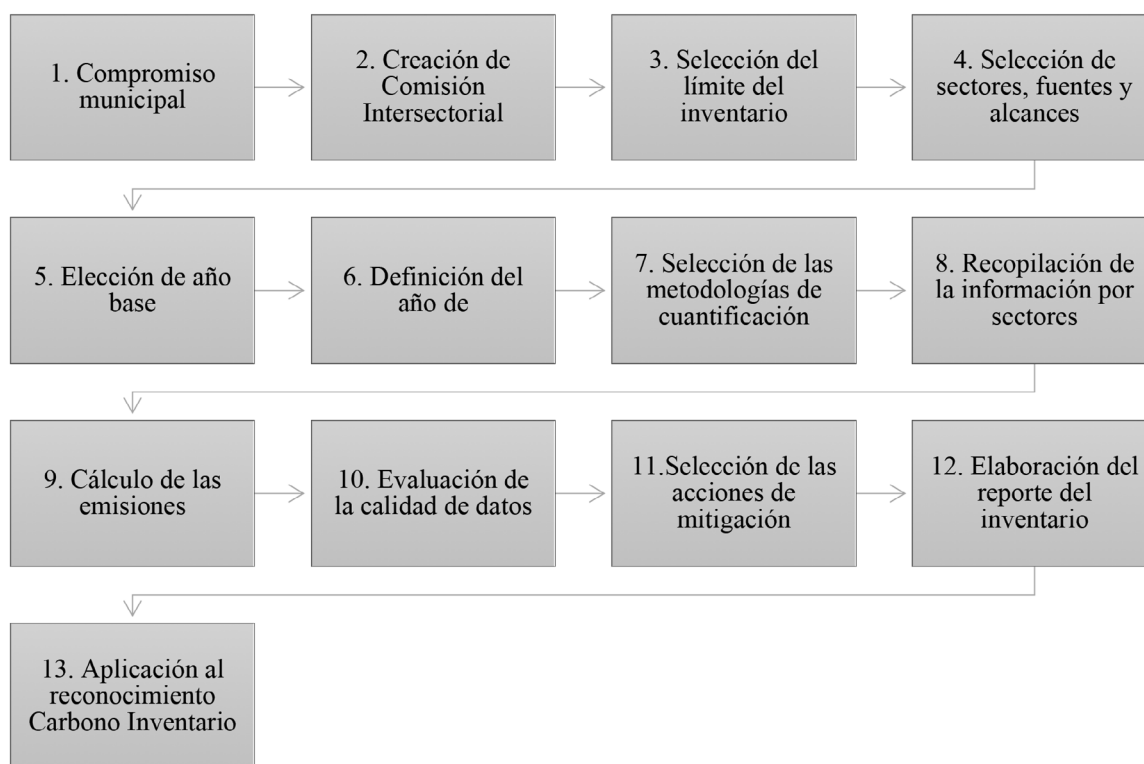 1. Compromiso
municipal
2. Creación de
Comisión
Intersectorial
3. Selección del
límite del
inventario
4. Selección de
sectores, fuentes y
alcances
5. Elección de año
base
6. Definición del
año de
7. Selección de las
metodologías de
cuantificación
8. Recopilación de
la información por
sectores
9. Cálculo de las
emisiones
10. Evaluación de
la calidad de datos
11.Selección de las
acciones de
mitigación
12. Elaboración del
reporte del
inventario
13. Aplicación al
reconocimiento
Carbono Inventario